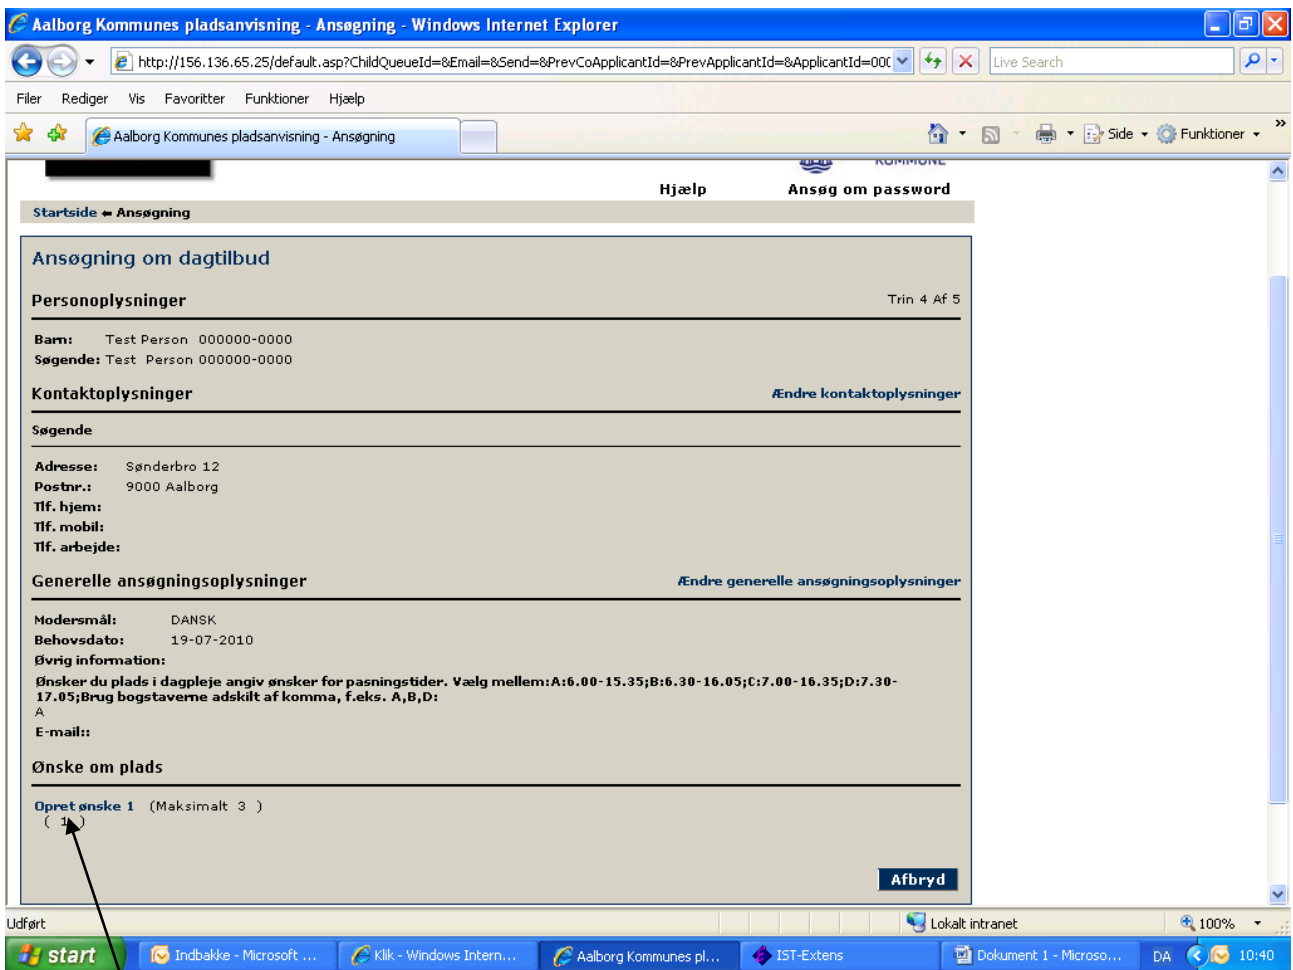 Aalborg Kommunes pladsanvisning - Ansøgning - Windows Internet Explorer
http://156.136.65.25/default.asp?ChildQueueId=&Email=&Send=&PrevCoApplicantId=&PrevApplicantId=&ApplicantId=000
Live Search
Filer Rediger Vis Favoritter Funktioner Hjælp
Aalborg Kommunes pladsanvisning - Ansøgning
Side Funktioner »
KOMMUNE
Hjælp Ansøg om password
Startside ⬅ Ansøgning
Ansøgning om dagtilbud
Personoplysninger Trin 4 Af 5
Barn: Test Person 000000-0000
Søgende: Test Person 000000-0000
Kontaktoplysninger Ændre kontaktoplysninger
Søgende
Adresse: Sønderbro 12
Postnr.: 9000 Aalborg
Tlf. hjem:
Tlf. mobil:
Tlf. arbejde:
Generelle ansøgningsoplysninger Ændre generelle ansøgningsoplysninger
Modersmål: DANSK
Behovsdato: 19-07-2010
Øvrig information:
Ønsker du plads i dagpleje angiv ønsker for pasningstider. Vælg mellem:A:6.00-15.35;B:6.30-16.05;C:7.00-16.35;D:7.30-
17.05;Brug bogstaverne adskilt af komma, f.eks. A,B,D:
A
E-mail::
Ønske om plads
Opret ønske 1 (Maksimalt 3 )
( 1 )
Afbryd
Udført Lokalt intranet 100%
start Indbakke - Microsoft ... Klik - Windows Intern... Aalborg Kommunes pl... IST-Extens Dokument 1 - Microso... DA 10:40